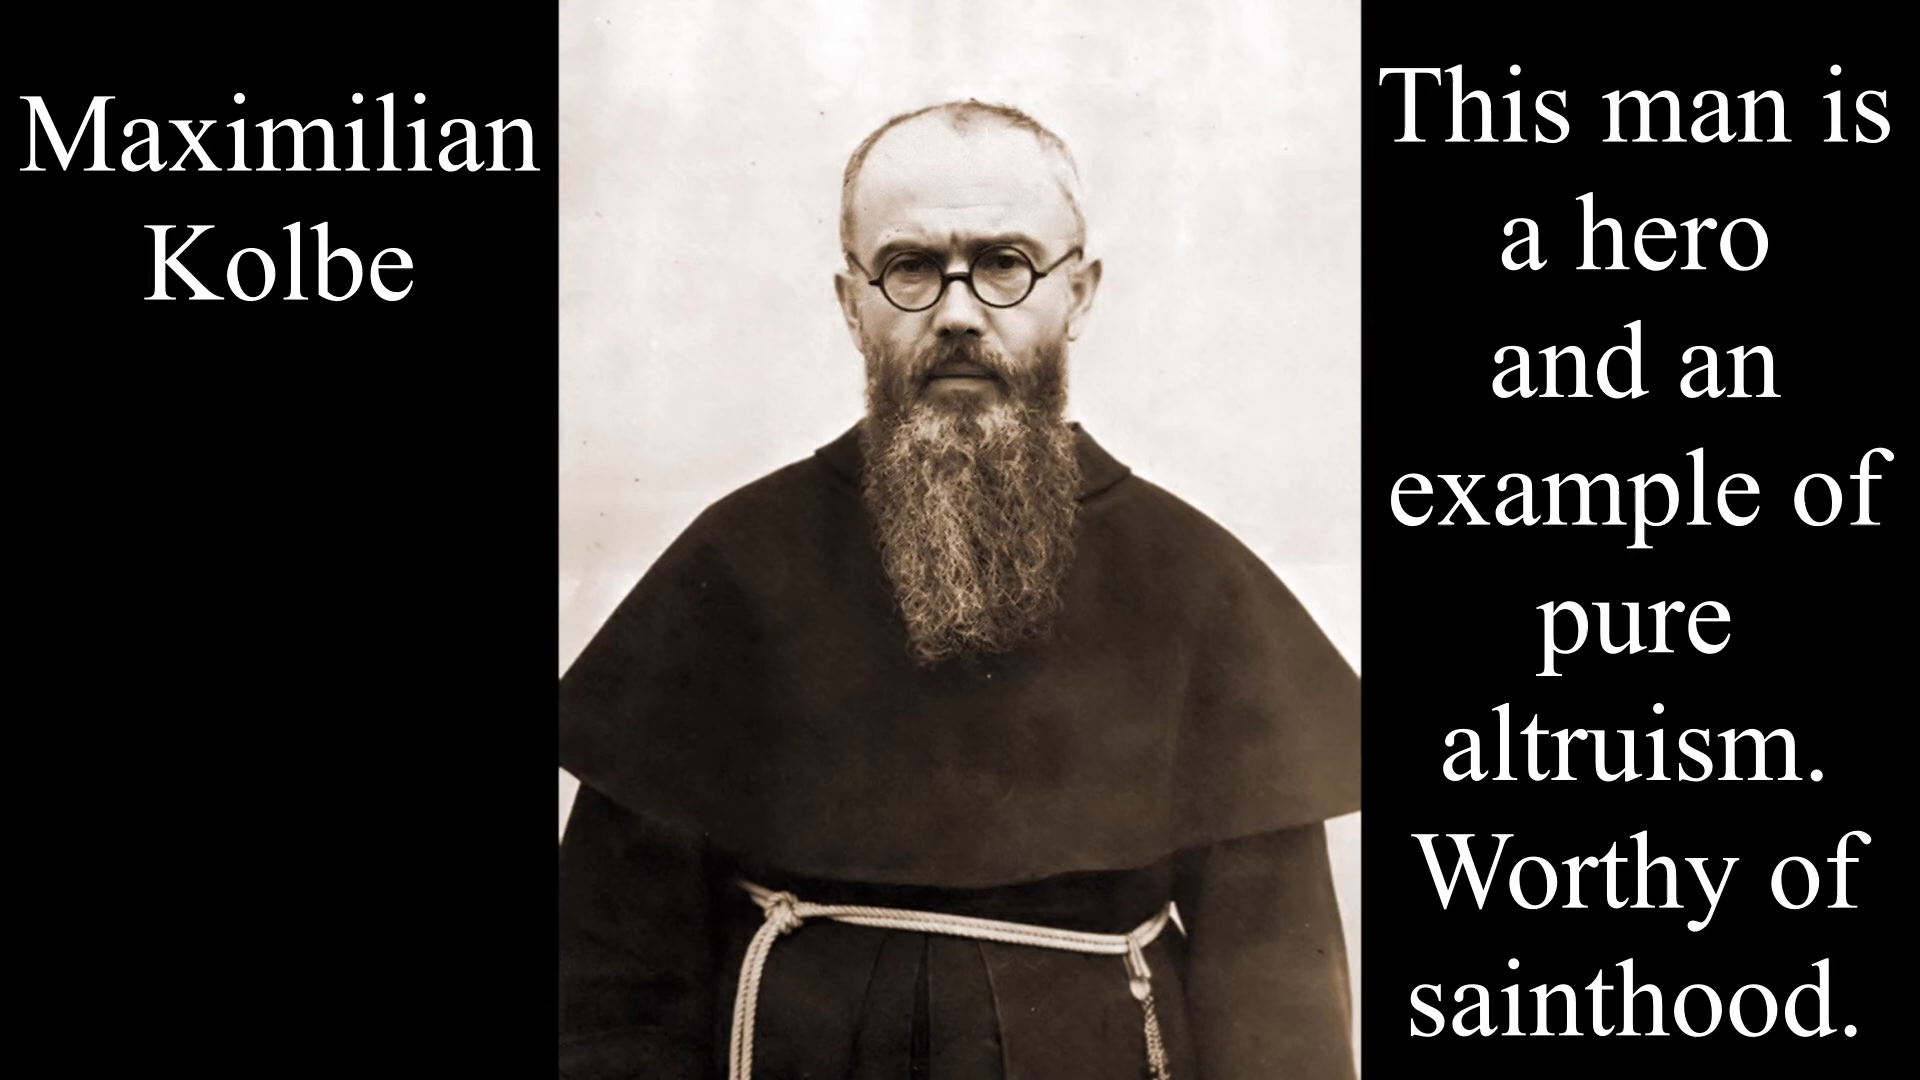 Maximilian
Kolbe
This man is
a hero
and an
example of
pure
altruism.
Worthy of
sainthood.